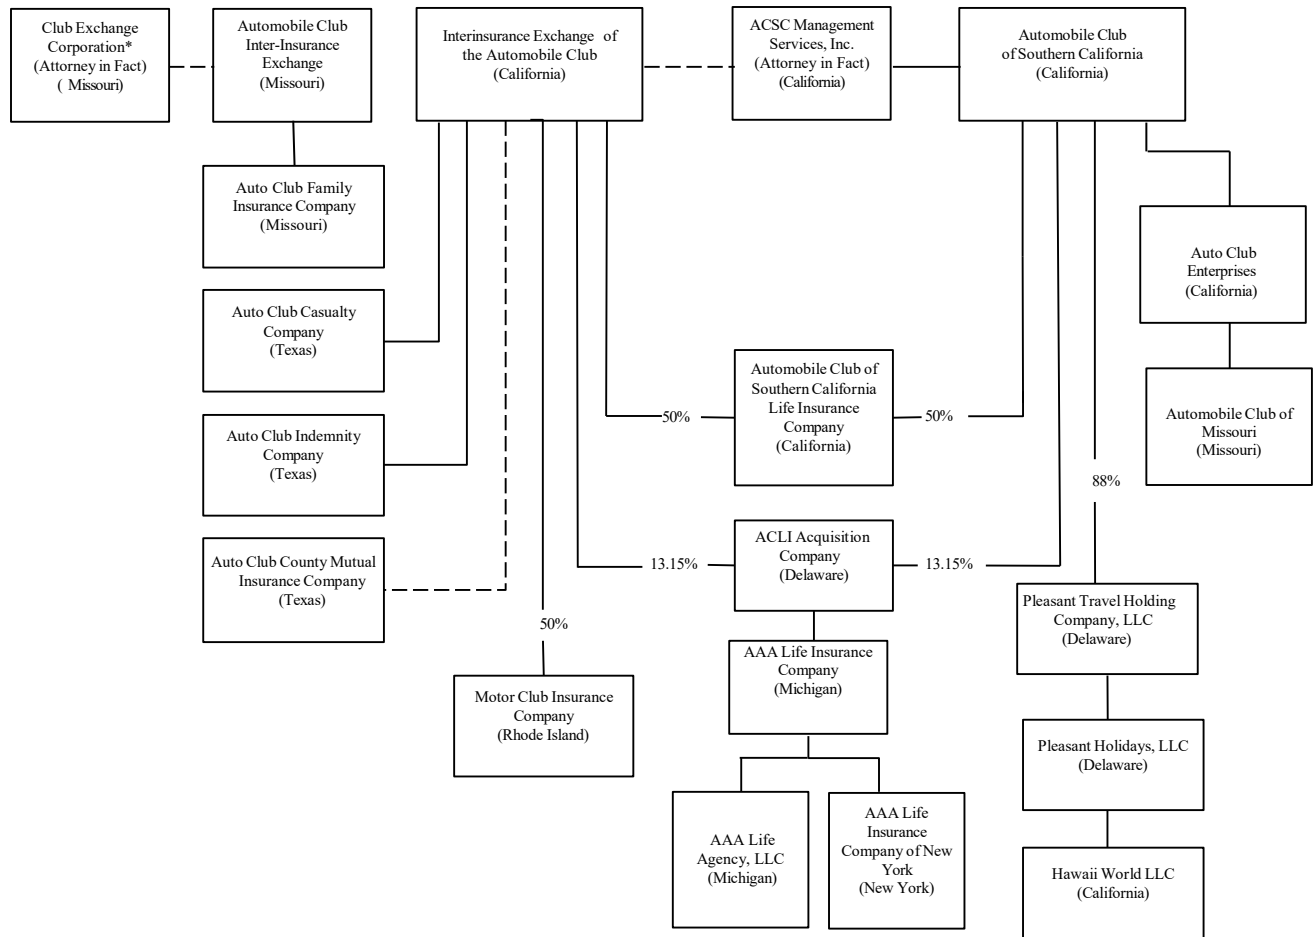 Club Exchange
Corporation*
(Attorney in Fact)
( Missouri)
Automobile Club
Inter-Insurance
Exchange
(Missouri)
Interinsurance Exchange of
the Automobile Club
(California)
ACSC Management
Services, Inc.
(Attorney in Fact)
(California)
Automobile Club
of Southern California
(California)
Auto Club Family
Insurance Company
(Missouri)
Auto Club Enterprises
(California)
Auto Club Casualty
Company
(Texas)
Automobile Club of
Southern California
Life Insurance
Company
(California)
50%
50%
Automobile Club of
Missouri
(Missouri)
Auto Club Indemnity
Company
(Texas)
88%
Auto Club County Mutual
Insurance Company
(Texas)
ACLI Acquisition
Company
(Delaware)
13.15%
13.15%
50%
Pleasant Travel Holding
Company, LLC
(Delaware)
AAA Life Insurance
Company
(Michigan)
Motor Club Insurance
Company
(Rhode Island)
Pleasant Holidays, LLC
(Delaware)
AAA Life
Agency, LLC
(Michigan)
AAA Life
Insurance
Company of New
York
(New York)
Hawaii World LLC
(California)